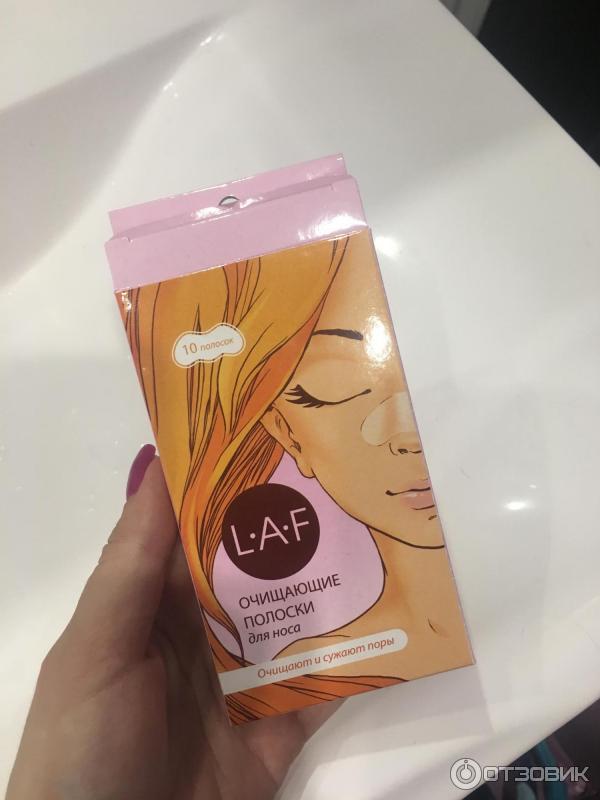 10 полосок
L·A·F
ОЧИЩАЮЩИЕ
ПОЛОСКИ
для носа
Очищают и сужают поры
ОТЗОВИК